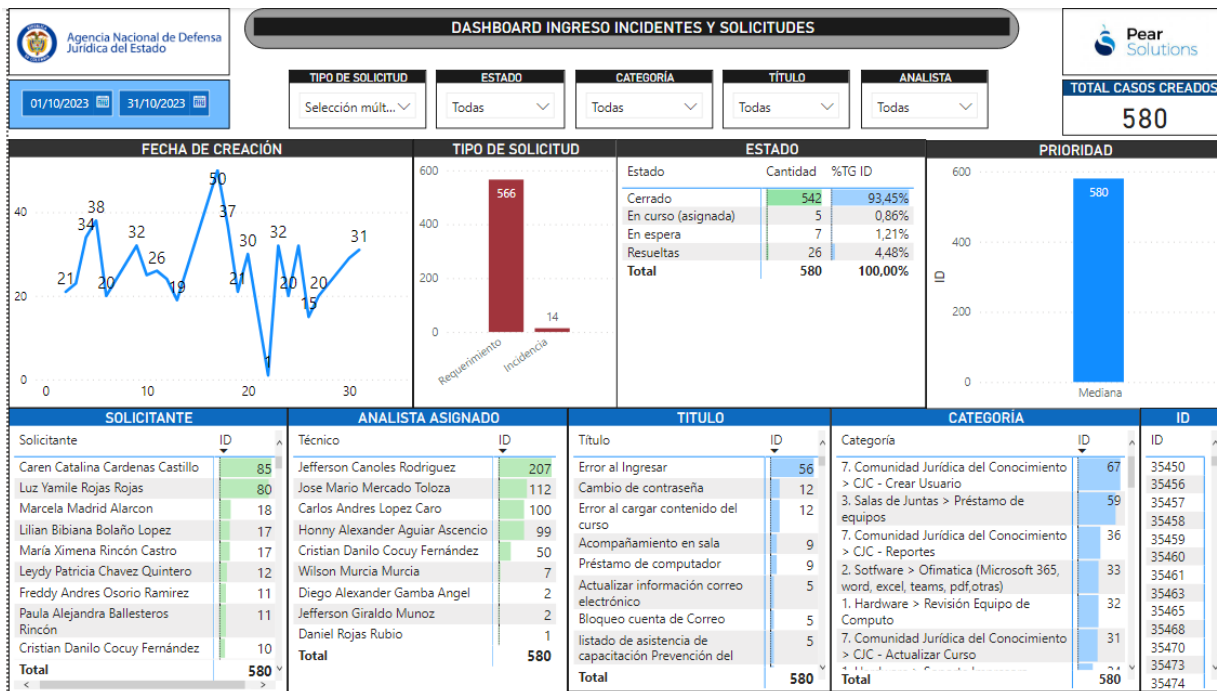 Agencia Nacional de Defensa
Jurídica del Estado
DASHBOARD INGRESO INCIDENTES Y SOLICITUDES
Pear
Solutions
01/10/2023 31/10/2023
TIPO DE SOLICITUD
Selección múlt...
ESTADO
Todas
CATEGORÍA
Todas
TÍTULO
Todas
ANALISTA
Todas
TOTAL CASOS CREADOS
580
FECHA DE CREACIÓN
40
20
0
0 10 20 30
21
34
38
20
32
26
19
50
37
21
30
1
32
20
15
20
31
TIPO DE SOLICITUD
600
400
200
0
566
14
Requerimiento
Incidencia
ESTADO
Estado Cantidad %TG ID
Cerrado 542 93,45%
En curso (asignada) 5 0,86%
En espera 7 1,21%
Resueltas 26 4,48%
Total 580 100,00%
PRIORIDAD
600
400
200
0
ID
580
Mediana
SOLICITANTE
Solicitante ID
Caren Catalina Cardenas Castillo 85
Luz Yamile Rojas Rojas 80
Marcela Madrid Alarcon 18
Lilian Bibiana Bolaño Lopez 17
María Ximena Rincón Castro 17
Leydy Patricia Chavez Quintero 12
Freddy Andres Osorio Ramirez 11
Paula Alejandra Ballesteros 11
Rincón
Cristian Danilo Cocuy Fernández 10
Total 580
ANALISTA ASIGNADO
Técnico ID
Jefferson Canoles Rodriguez 207
Jose Mario Mercado Toloza 112
Carlos Andres Lopez Caro 100
Honny Alexander Aguiar Ascencio 99
Cristian Danilo Cocuy Fernández 50
Wilson Murcia Murcia 7
Diego Alexander Gamba Angel 2
Jefferson Giraldo Munoz 2
Daniel Rojas Rubio 1
Total 580
TITULO
Título ID
Error al Ingresar 56
Cambio de contraseña 12
Error al cargar contenido del 12
curso
Acompañamiento en sala 9
Préstamo de computador 9
Actualizar información correo 5
electrónico
Bloqueo cuenta de Correo 5
listado de asistencia de 5
capacitación Prevención del
Total 580
CATEGORÍA
Categoría ID
7. Comunidad Jurídica del Conocimiento 67
> CJC - Crear Usuario
3. Salas de Juntas > Préstamo de 59
equipos
7. Comunidad Jurídica del Conocimiento 36
> CJC - Reportes
2. Sotfware > Ofimatica (Microsoft 365, 33
word, excel, teams, pdf,otras)
1. Hardware > Revisión Equipo de 32
Computo
7. Comunidad Jurídica del Conocimiento 31
> CJC - Actualizar Curso
Total 580
ID
ID
35450
35456
35457
35458
35459
35460
35461
35463
35465
35468
35470
35473
35474